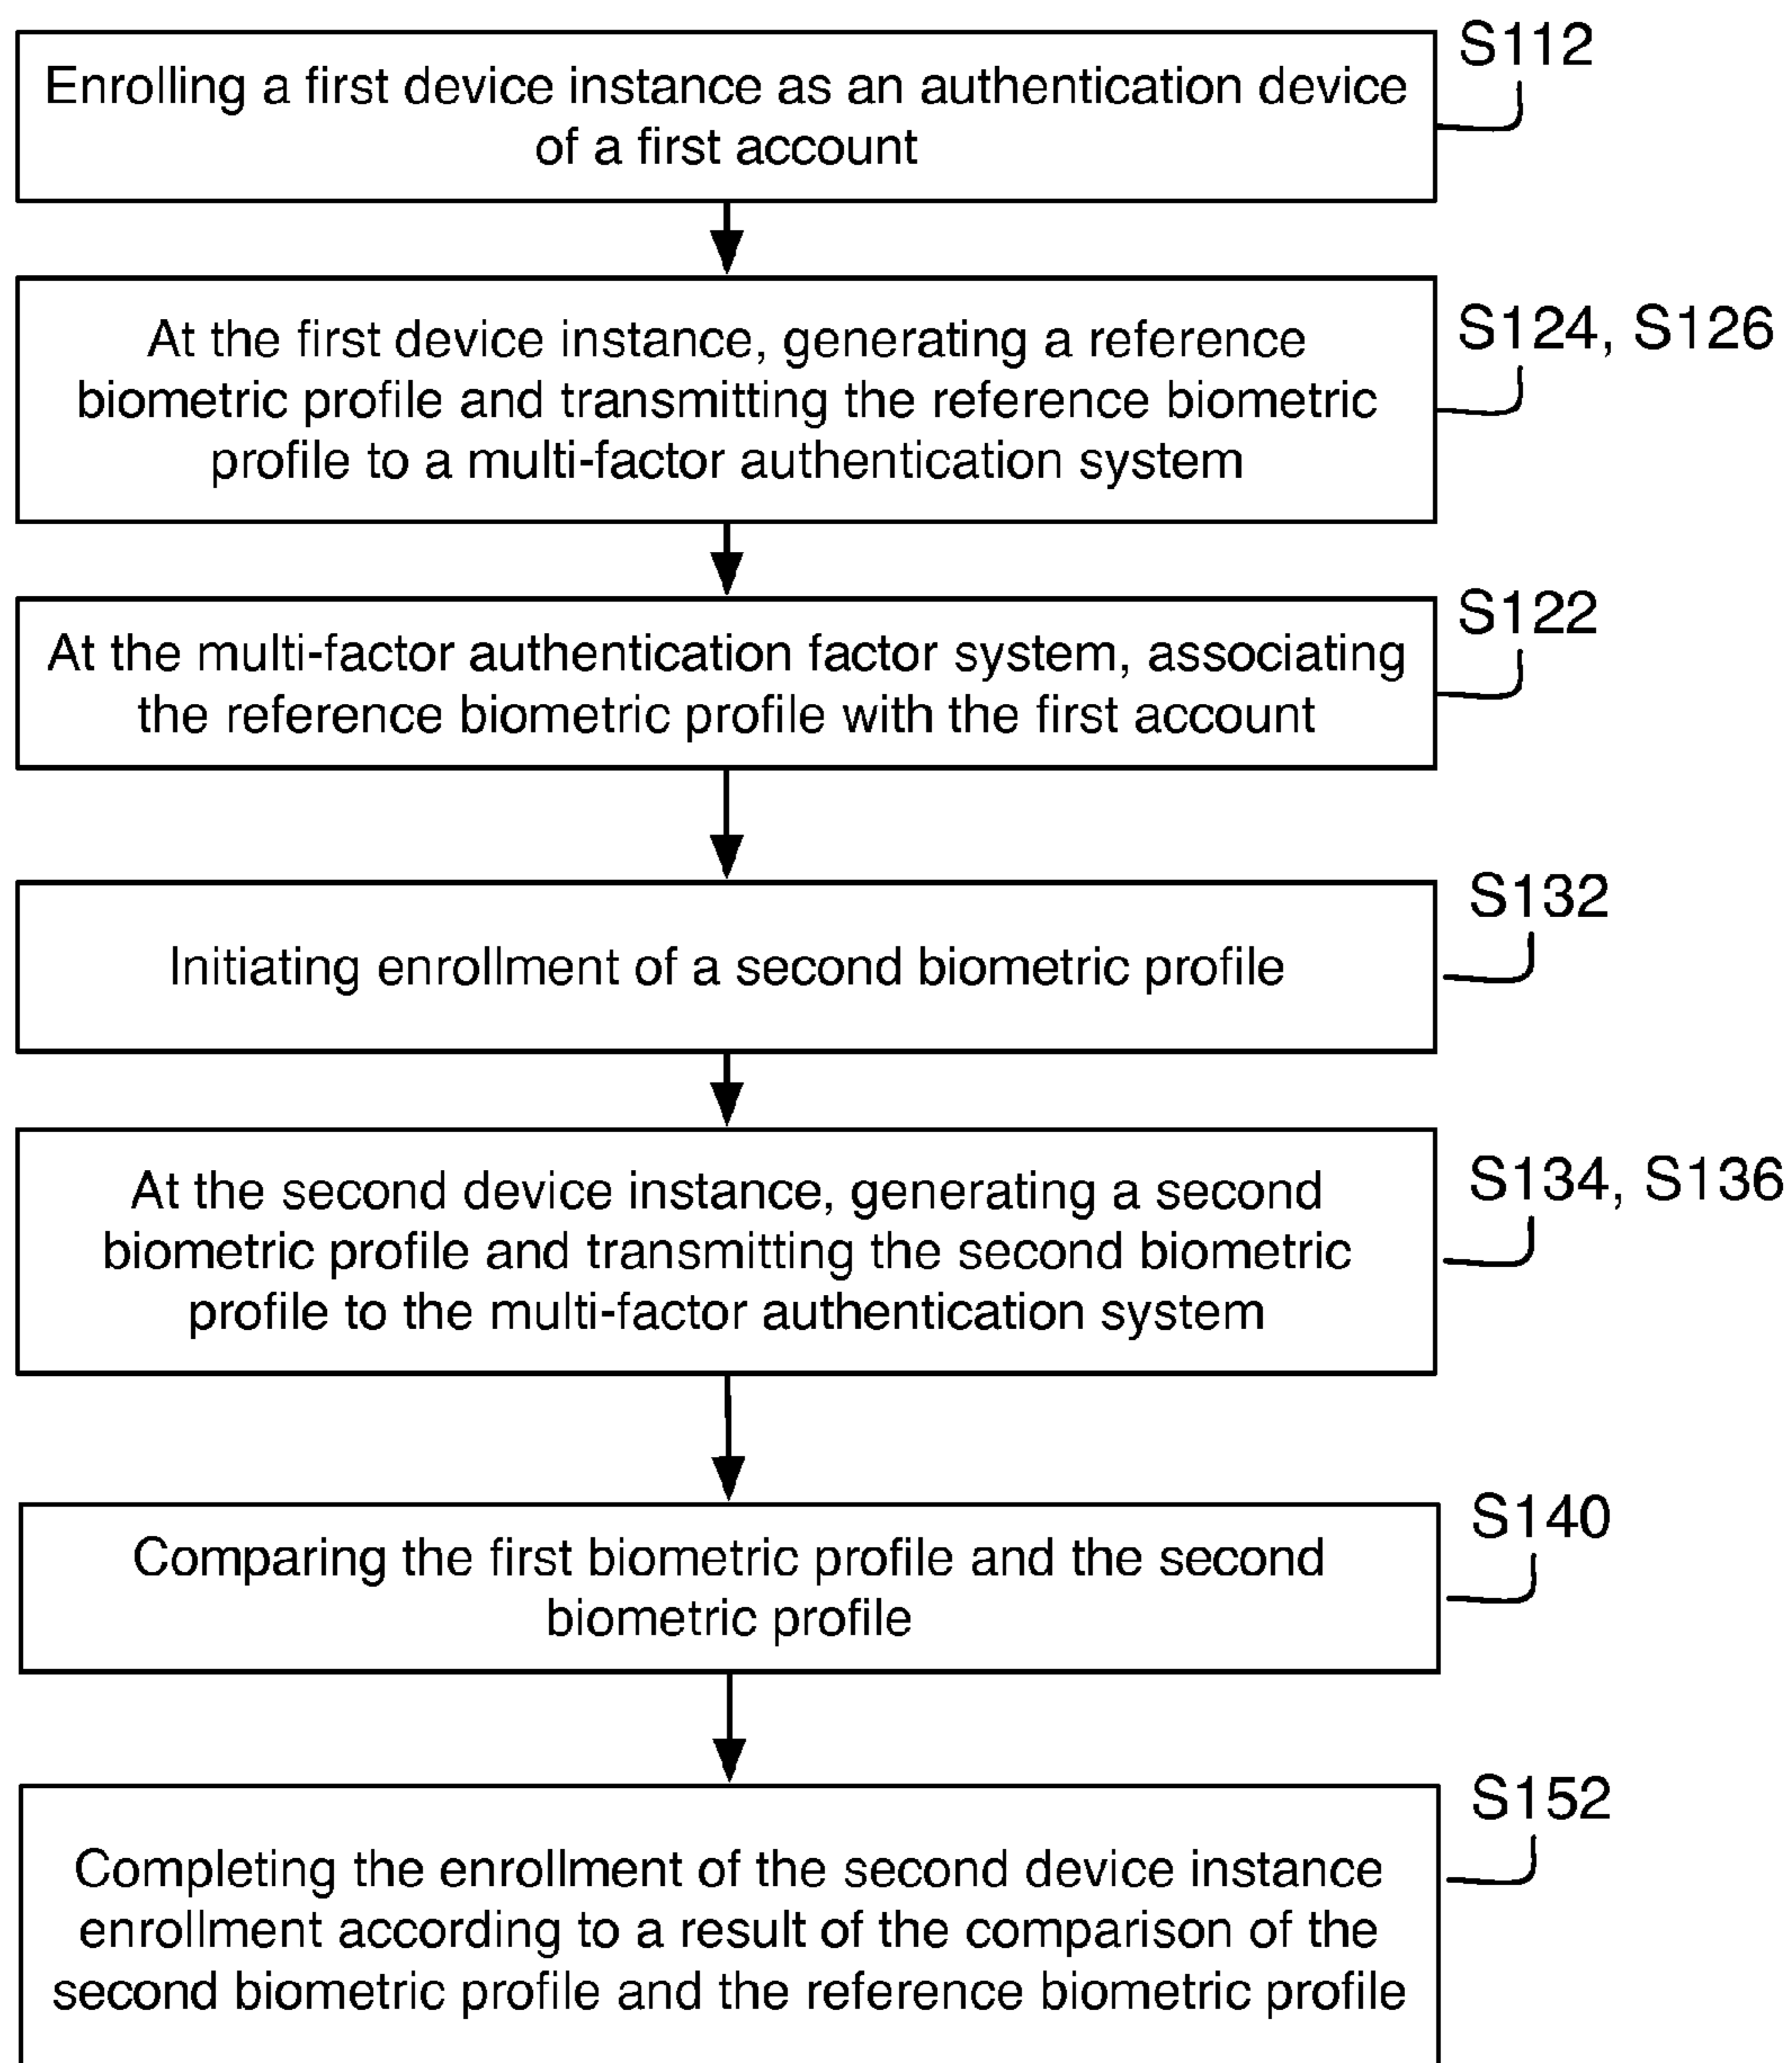 S112
Enrolling a first device instance as an authentication device
of a first account
S124, S126
At the first device instance, generating a reference
biometric profile and transmitting the reference biometric
profile to a multi-factor authentication system
S122
At the multi-factor authentication factor system, associating
the reference biometric profile with the first account
S132
Initiating enrollment of a second biometric profile
S134, S136
At the second device instance, generating a second
biometric profile and transmitting the second biometric
profile to the multi-factor authentication system
S140
Comparing the first biometric profile and the second
biometric profile
S152
Completing the enrollment of the second device instance
enrollment according to a result of the comparison of the
second biometric profile and the reference biometric profile